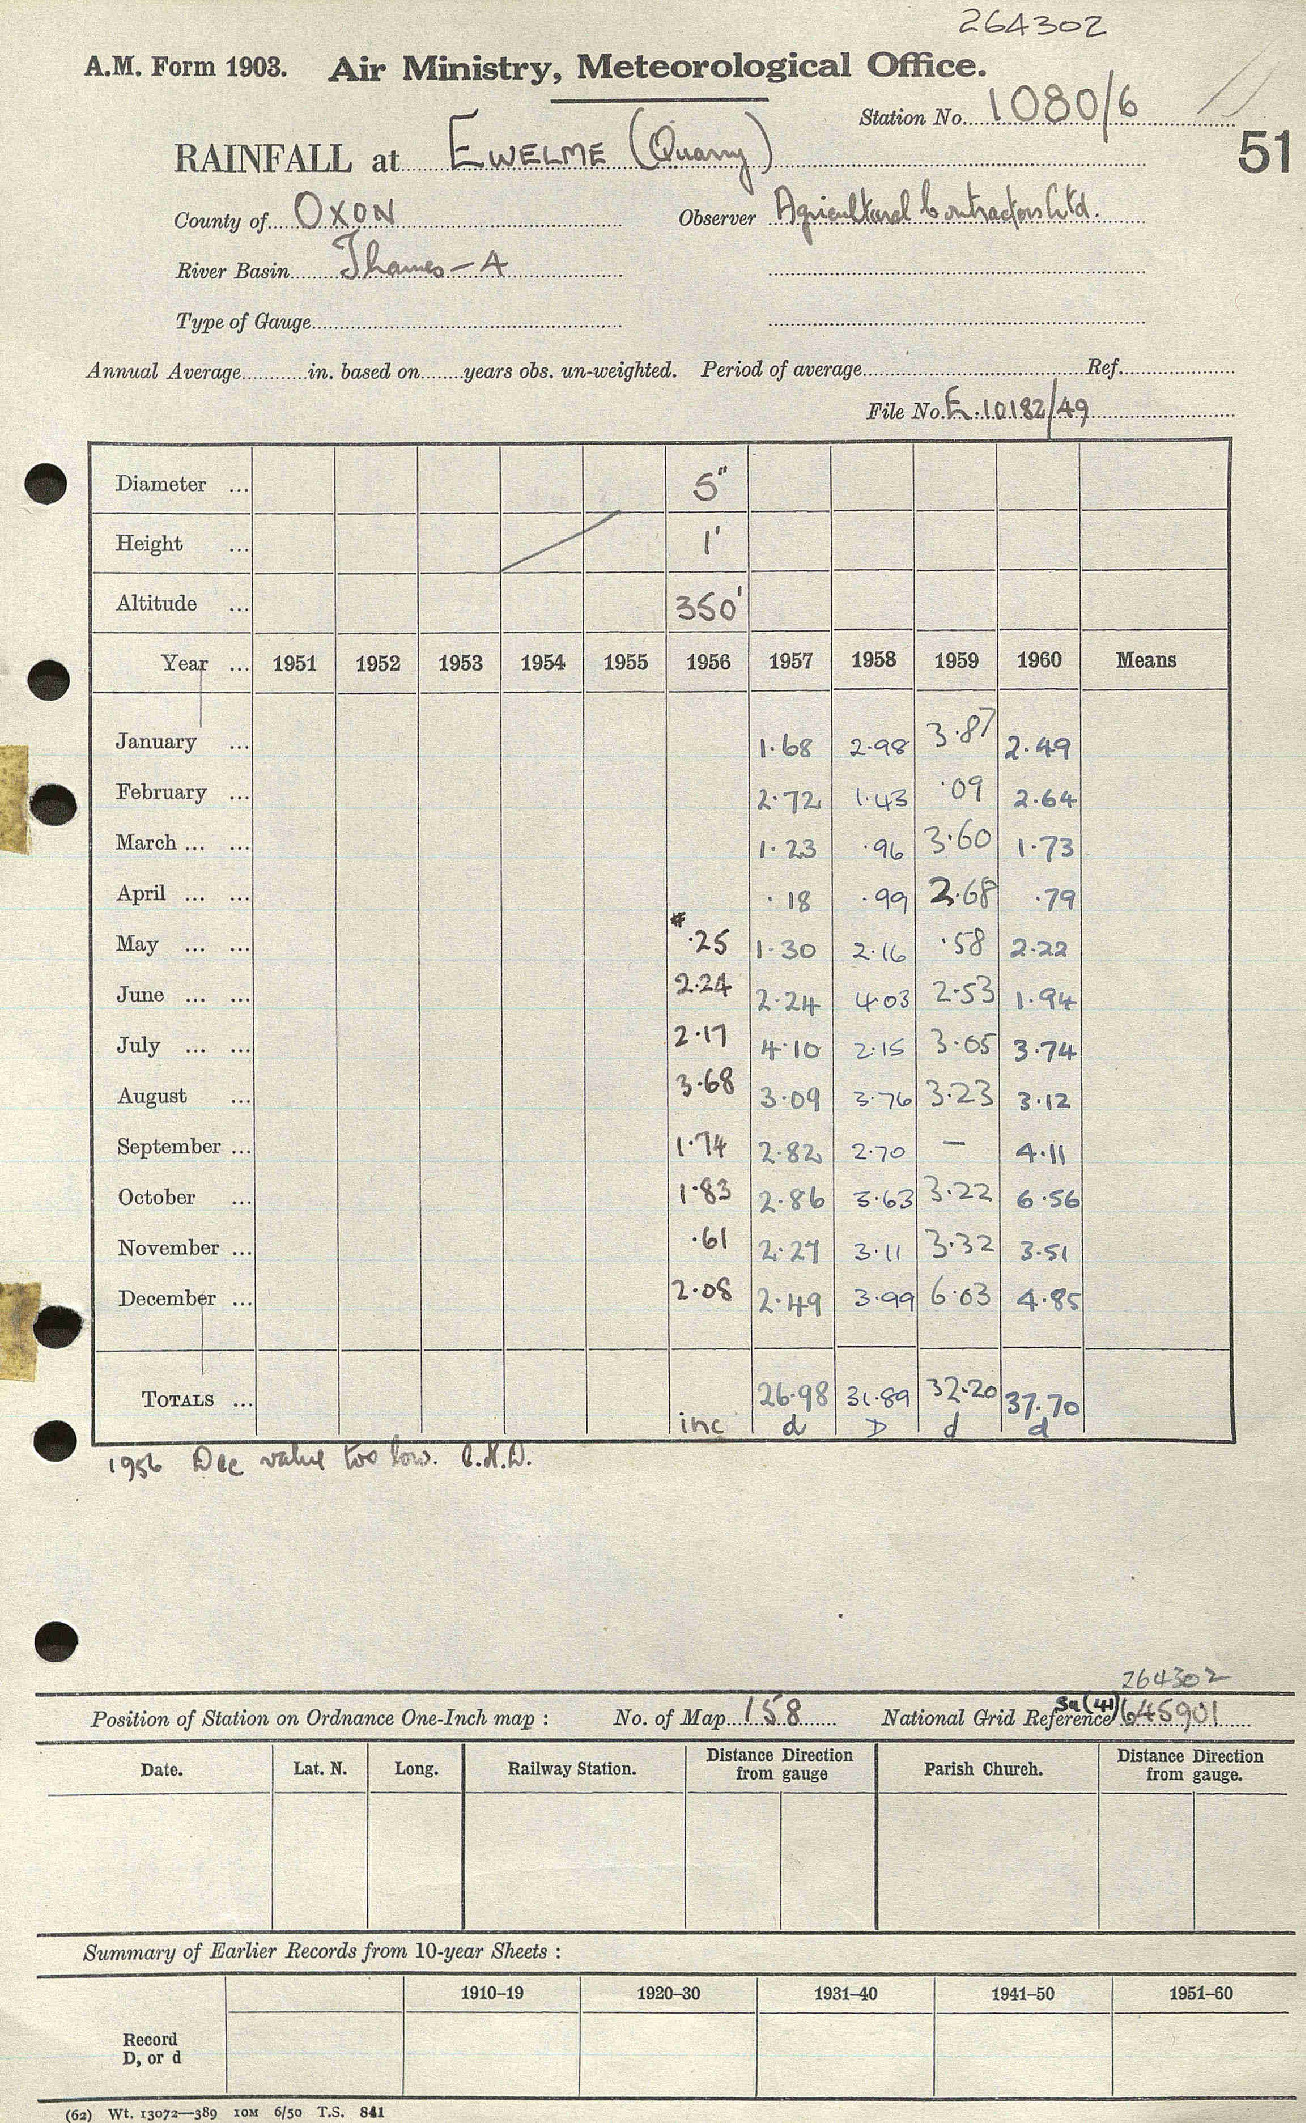 264302
A.M. Form 1903. Air Ministry, Meteorological Office.
Station No. 1080/6
51
RAINFALL at EWELME (Quarry)
County of OXON Observer Agricultural Contractors Ltd.
River Basin Thames-A
Type of Gauge
Annual Average in. based on years obs. un-weighted. Period of average Ref.
File No. E.10182/49
Diameter ... 5"
Height ... 1'
Altitude ... 350'
Year ... 1951 1952 1953 1954 1955 1956 1957 1958 1959 1960 Means
January ... 1.68 2.98 3.87 2.49
February ... 2.72 1.43 .09 2.64
March ... ... 1.23 .96 3.60 1.73
April ... ... .18 .99 2.68 .79
May ... ... .25 1.30 2.16 .58 2.22
June ... ... 2.24 2.24 4.03 2.53 1.94
July ... ... 2.17 4.10 2.15 3.05 3.74
August ... 3.68 3.09 3.76 3.23 3.12
September ... 1.74 2.82 2.70 — 4.11
October ... 1.83 2.86 3.63 3.22 6.56
November ... .61 2.27 3.11 3.32 3.51
December ... 2.08 2.49 3.99 6.03 4.85
TOTALS ... 26.98 31.89 32.20 37.70
inc d D d d
1956 Dec value too low. C.H.D.
264302
Position of Station on Ordnance One-Inch map : No. of Map 158 National Grid Reference Sq (41) 645901
Date. Lat. N. Long. Railway Station. Distance Direction from gauge Parish Church. Distance Direction from gauge.
Summary of Earlier Records from 10-year Sheets :
1910-19 1920-30 1931-40 1941-50 1951-60
Record
D, or d
(62) Wt. 13072—389 10M 6/50 T.S. 841